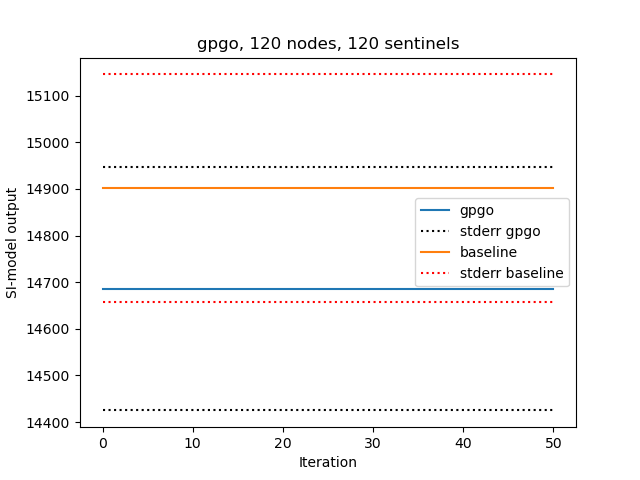 gpgo, 120 nodes, 120 sentinels
SI-model output
15100
15000
14900
14800
14700
14600
14500
14400
gpgo
stderr gpgo
baseline
stderr baseline
0 10 20 30 40 50
Iteration